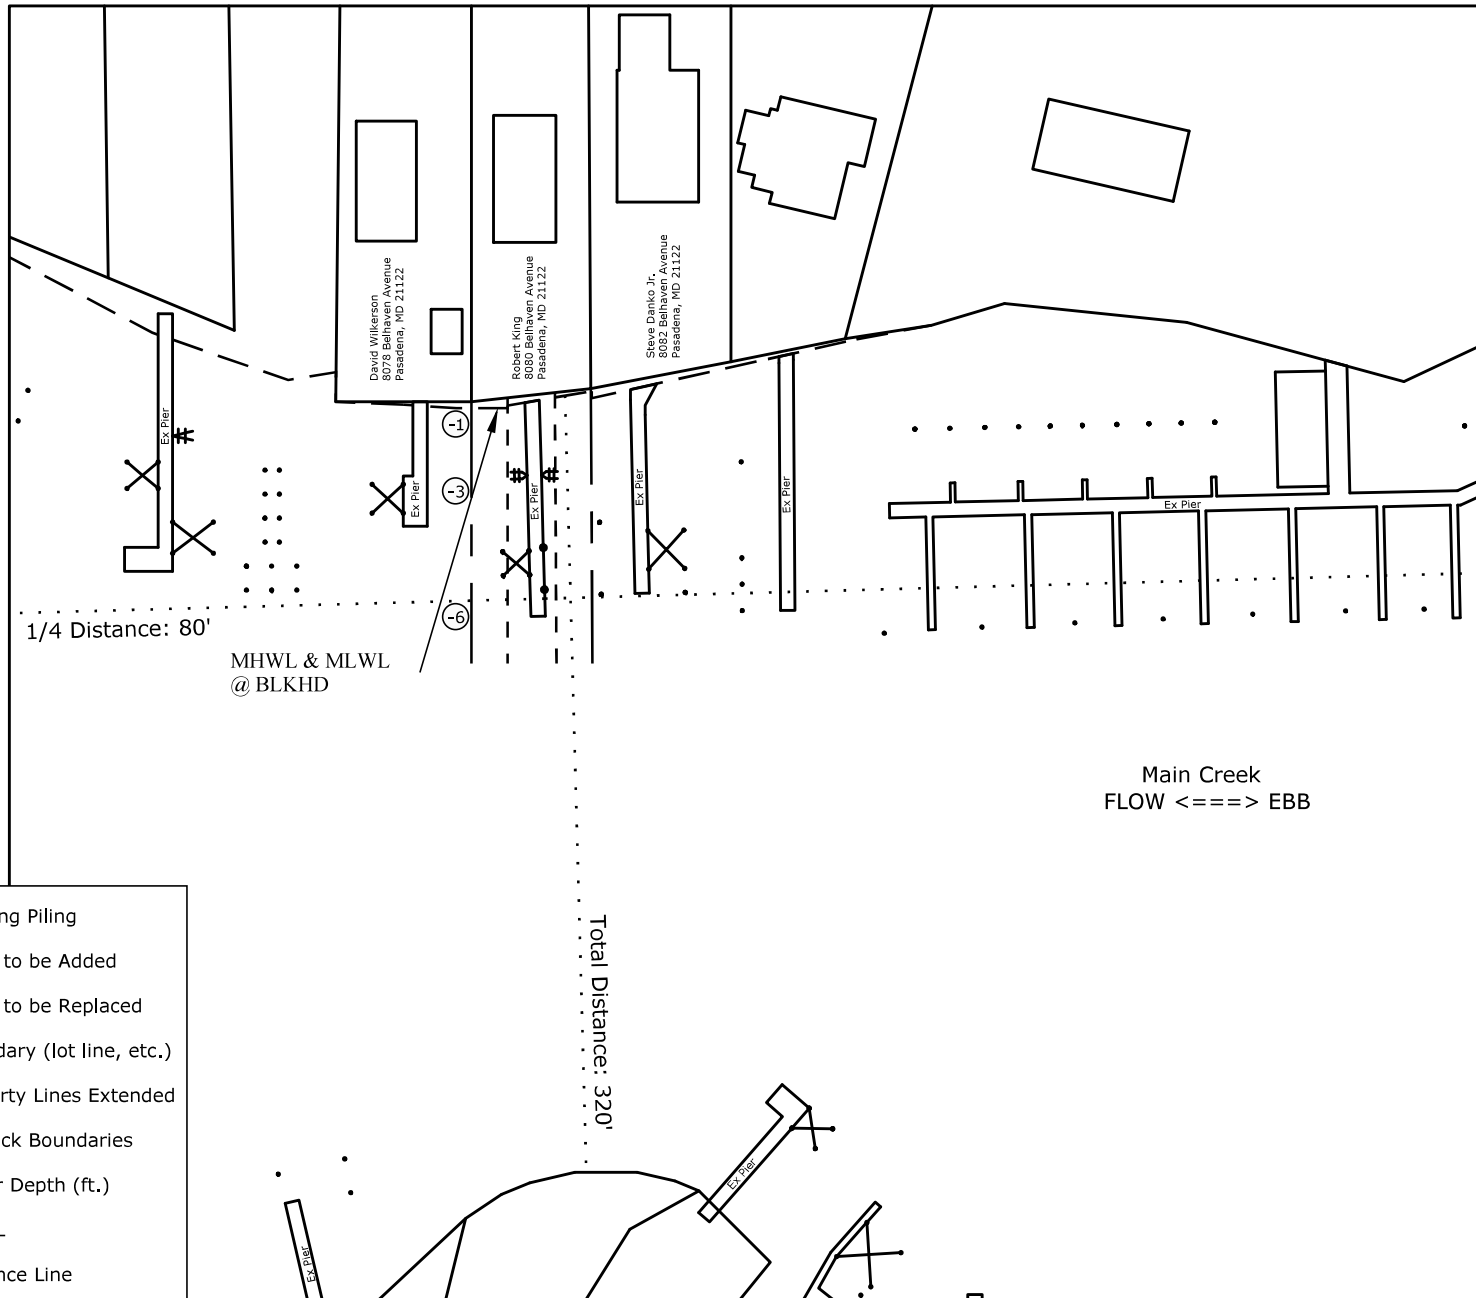 David Wilkerson
8078 Belhaven Avenue
Pasadena, MD 21122
Robert King
8080 Belhaven Avenue
Pasadena, MD 21122
Steve Danko Jr.
8082 Belhaven Avenue
Pasadena, MD 21122
Ex Pier
Ex Pier
Ex Pier
Ex Pier
Ex Pier
Ex Pier
-1
-3
-6
1/4 Distance: 80'
MHWL & MLWL
@ BLKHD
Main Creek
FLOW <===> EBB
Total Distance: 320'
ng Piling
to be Added
to be Replaced
dary (lot line, etc.)
rty Lines Extended
ck Boundaries
r Depth (ft.)
nce Line
Ex Pier
Ex Pier